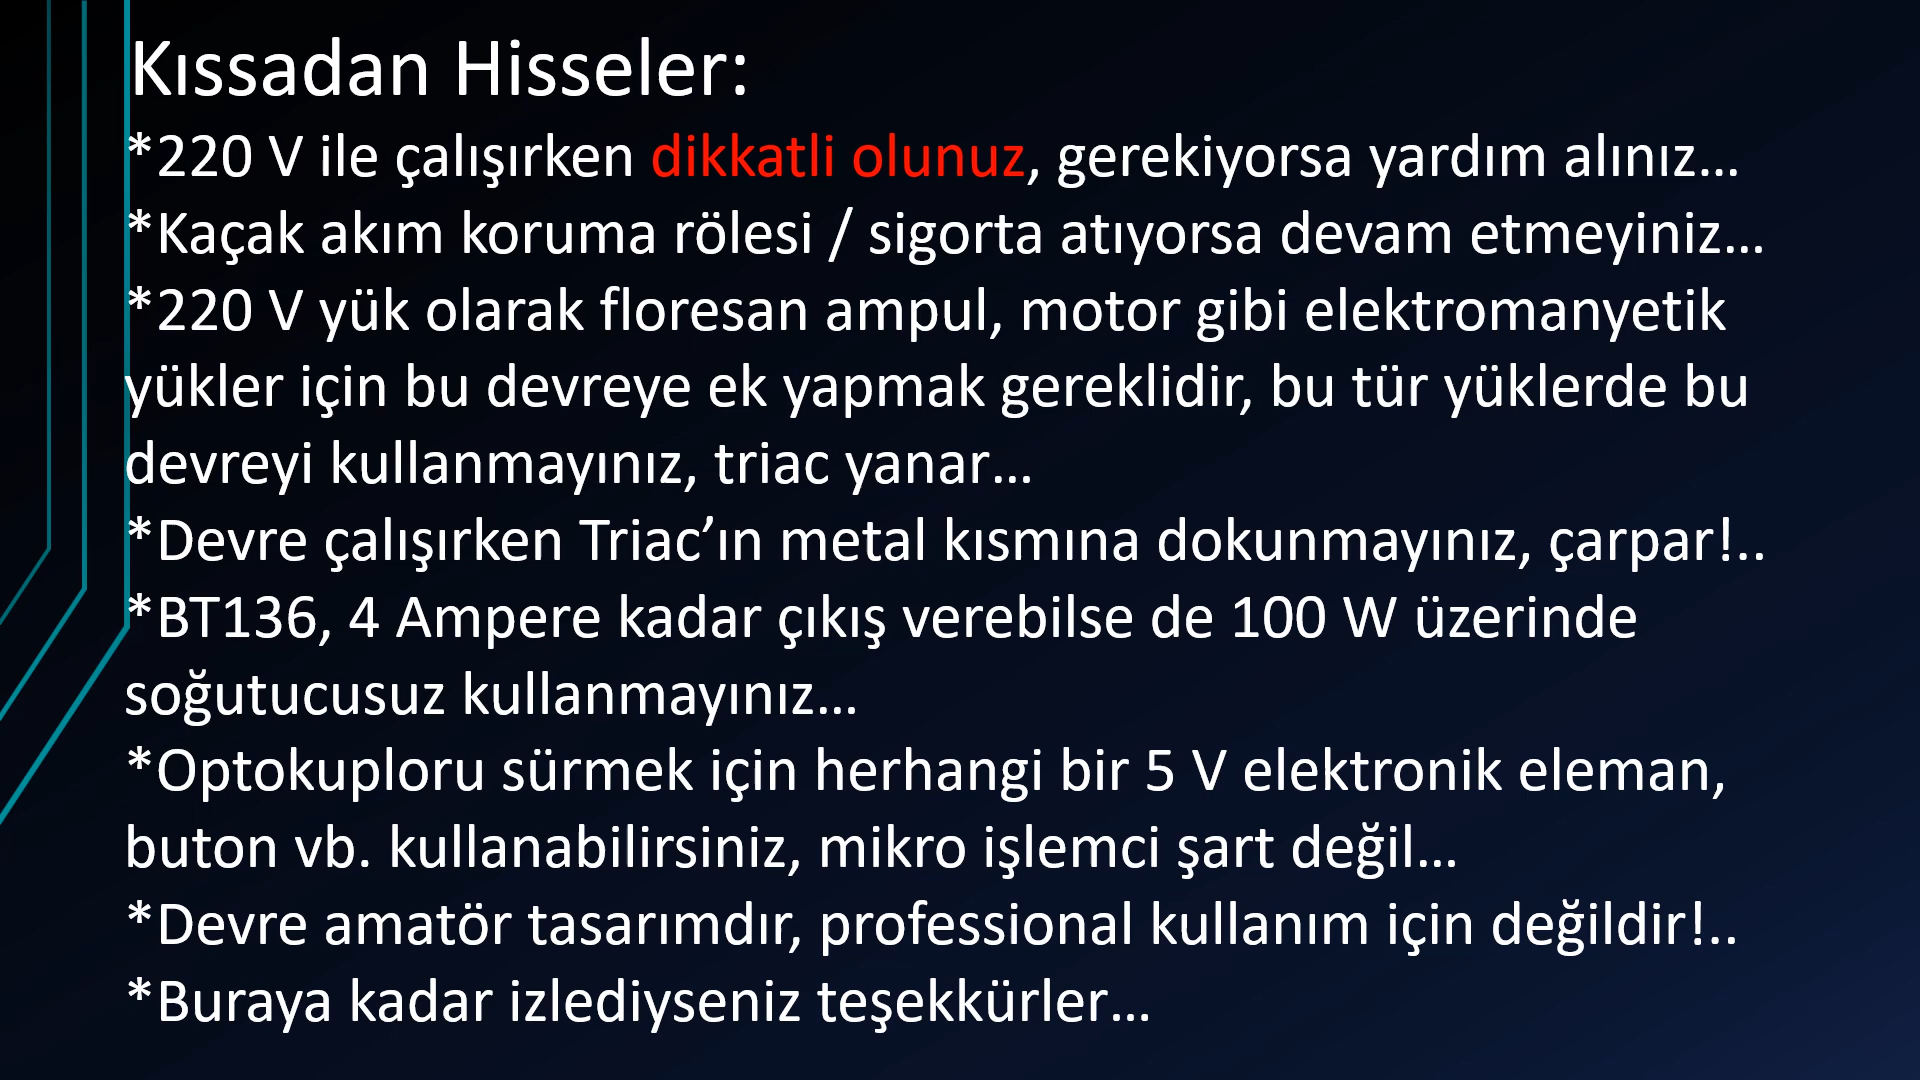 Kıssadan Hisseler:
*220 V ile çalışırken dikkatli olunuz, gerekiyorsa yardım alınız...
*Kaçak akım koruma rölesi / sigorta atıyorsa devam etmeyiniz...
*220 V yük olarak floresan ampul, motor gibi elektromanyetik
yükler için bu devreye ek yapmak gereklidir, bu tür yüklerde bu
devreyi kullanmayınız, triac yanar...
*Devre çalışırken Triac’ın metal kısmına dokunmayınız, çarpar!..
*BT136, 4 Ampere kadar çıkış verebilse de 100 W üzerinde
soğutucusuz kullanmayınız...
*Optokuploru sürmek için herhangi bir 5 V elektronik eleman,
buton vb. kullanabilirsiniz, mikro işlemci şart değil...
*Devre amatör tasarımdır, professional kullanım için değildir!..
*Buraya kadar izlediyseniz teşekkürler...